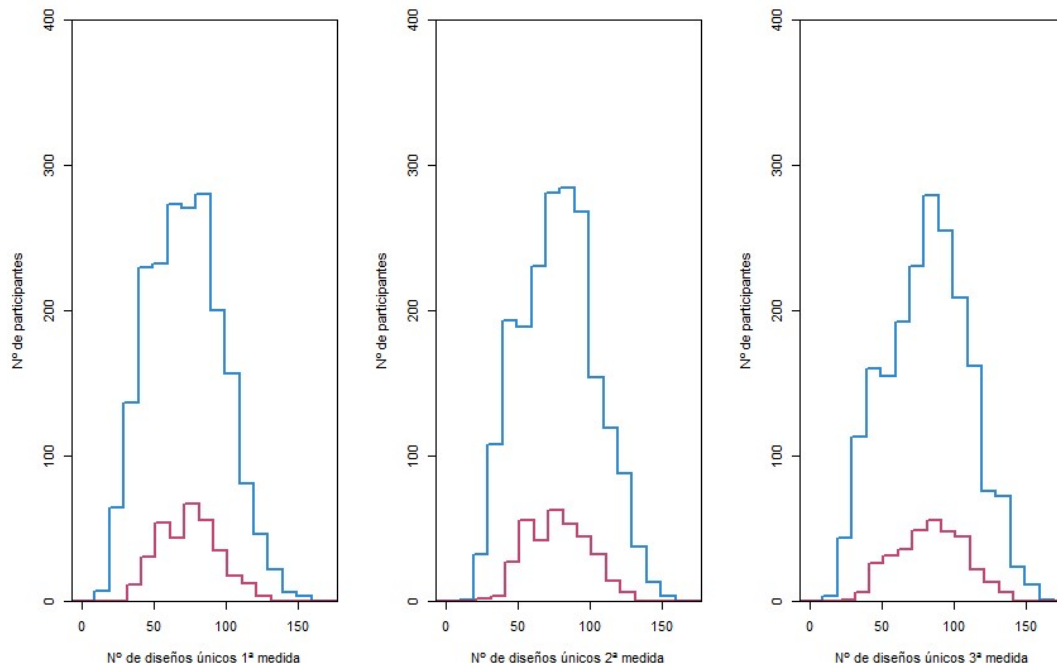 400
300
200
100
0
Nº de participantes
0 50 100 150
Nº de diseños únicos 1ª medida
400
300
200
100
0
Nº de participantes
0 50 100 150
Nº de diseños únicos 2ª medida
400
300
200
100
0
Nº de participantes
0 50 100 150
Nº de diseños únicos 3ª medida